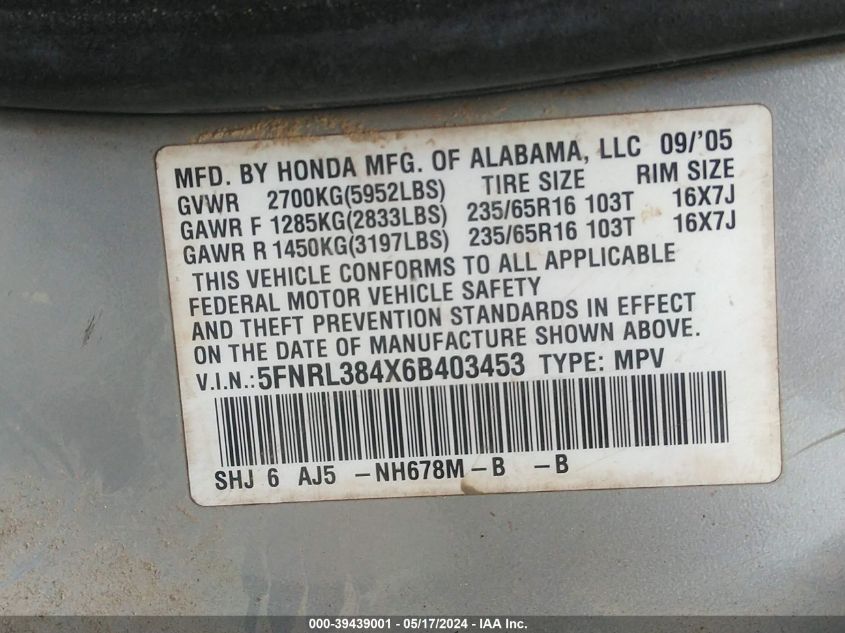 MFD. BY HONDA MFG. OF ALABAMA, LLC 09/'05
GVWR 2700KG(5952LBS) TIRE SIZE RIM SIZE
GAWR F 1285KG(2833LBS) 235/65R16 103T 16X7J
GAWR R 1450KG(3197LBS) 235/65R16 103T 16X7J
THIS VEHICLE CONFORMS TO ALL APPLICABLE
FEDERAL MOTOR VEHICLE SAFETY
AND THEFT PREVENTION STANDARDS IN EFFECT
ON THE DATE OF MANUFACTURE SHOWN ABOVE.
V.I.N.:5FNRL384X6B403453 TYPE: MPV
SHJ 6 AJ5 -NH678M-B -B
000-39439001 — 05/17/2024 — IAA Inc.